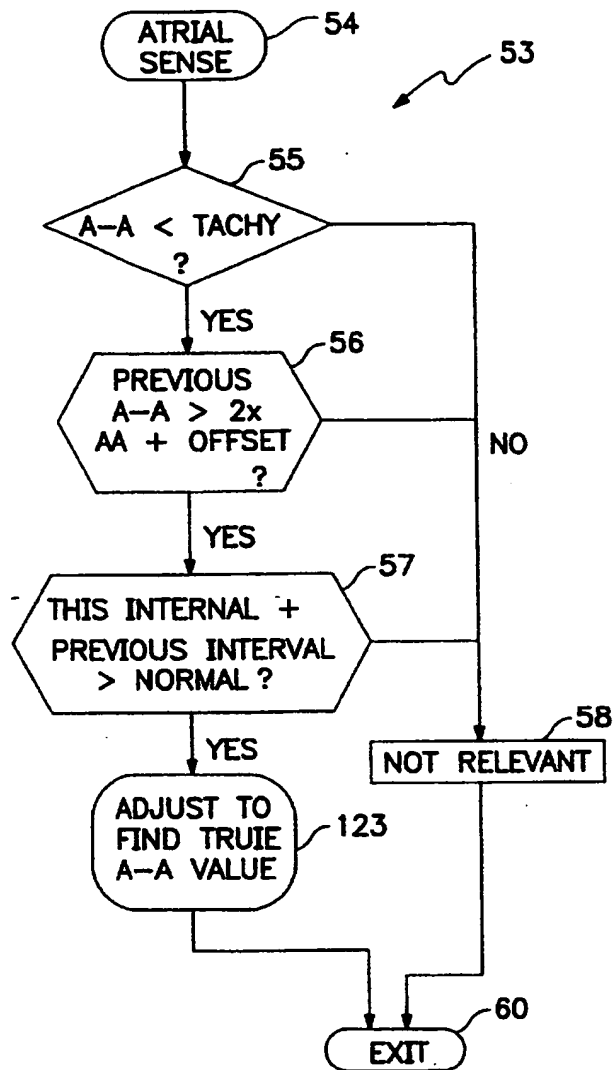 ATRIAL
SENSE
54
53
55
A-A < TACHY
?
YES
56
PREVIOUS
A-A > 2x
AA + OFFSET
?
NO
YES
57
THIS INTERNAL +
PREVIOUS INTERVAL
> NORMAL ?
YES
58
NOT RELEVANT
ADJUST TO
FIND TRUIE
A-A VALUE
123
60
EXIT